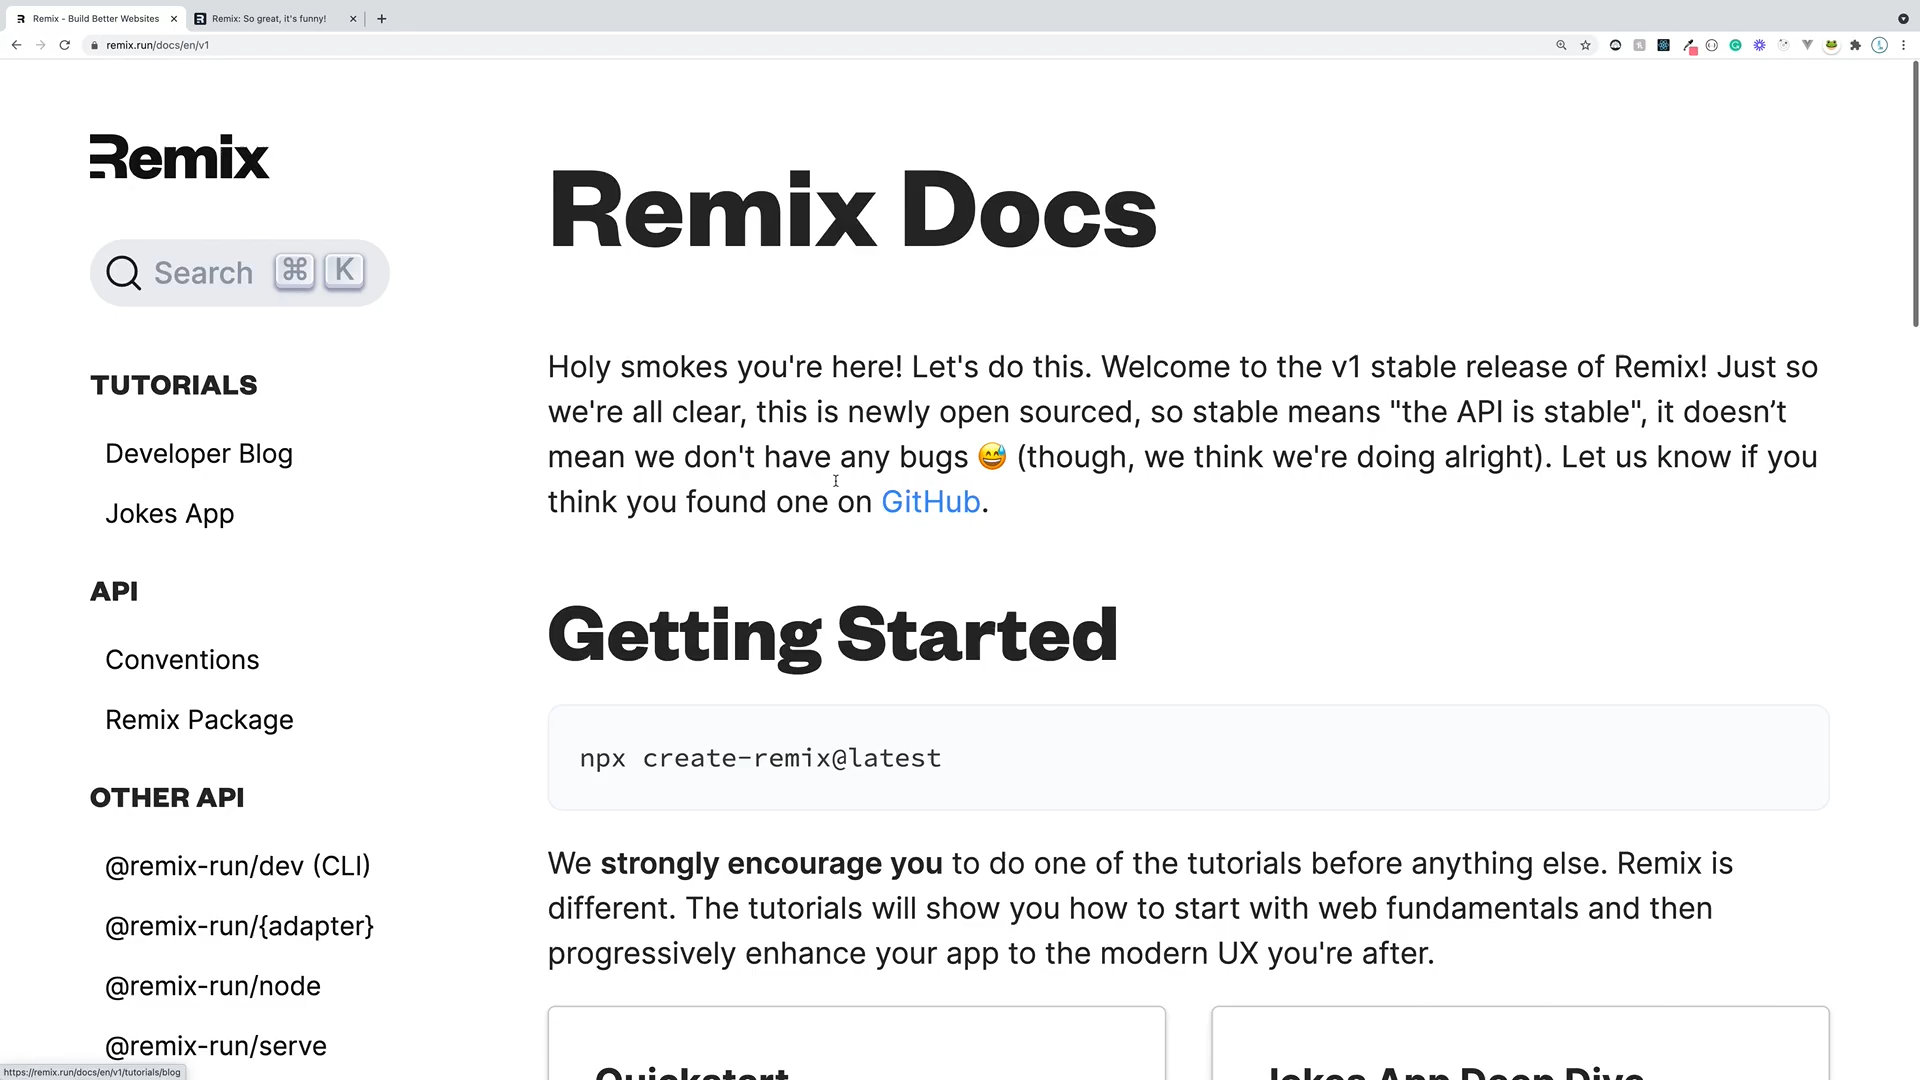 Remix - Build Better Websites
Remix: So great, it's funny!
remix.run/docs/en/v1
Remix
Search ⌘ K
TUTORIALS
Developer Blog
Jokes App
API
Conventions
Remix Package
OTHER API
@remix-run/dev (CLI)
@remix-run/{adapter}
@remix-run/node
@remix-run/serve
Remix Docs
Holy smokes you're here! Let's do this. Welcome to the v1 stable release of Remix! Just so
we're all clear, this is newly open sourced, so stable means "the API is stable", it doesn’t
mean we don't have any bugs 😅 (though, we think we're doing alright). Let us know if you
think you found one on GitHub.
Getting Started
npx create-remix@latest
We strongly encourage you to do one of the tutorials before anything else. Remix is
different. The tutorials will show you how to start with web fundamentals and then
progressively enhance your app to the modern UX you're after.
Quickstart
Jokes App Deep Dive
https://remix.run/docs/en/v1/tutorials/blog